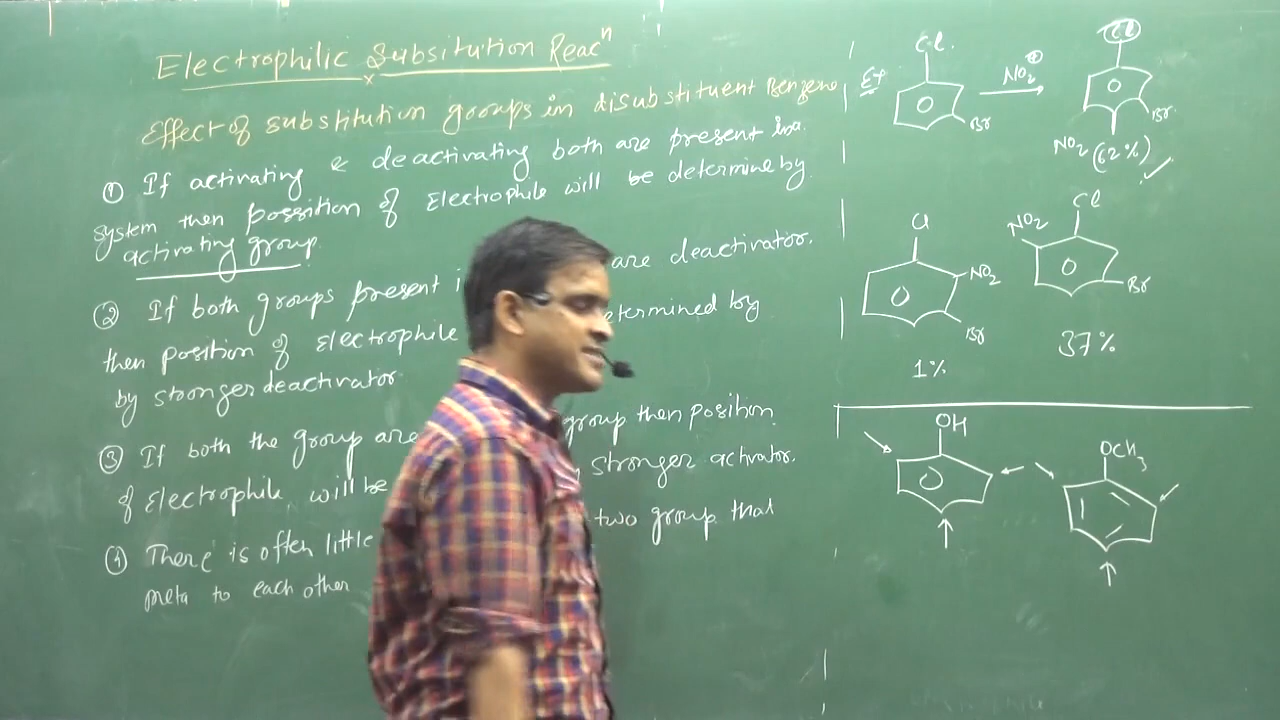 Electrophilic Subsitution Reacⁿ
Effect of substitution groups in disubstituent Benzene
① If activating & deactivating both are present in a
system then possition of Electrophile will be determine by
activating group.
② If both groups present i are deactivator.
then position of Electrophile etermined by
by stronger deactivator
③ If both the group are group then position
of Electrophile will be stronger activator.
④ There is often little two group that
meta to each other
Ex
Cl
Br
NO₂⊕
Cl
Br
NO₂ (62%)
Cl
NO₂
Br
1%
Cl
NO₂
Br
37%
OH
OCH₃